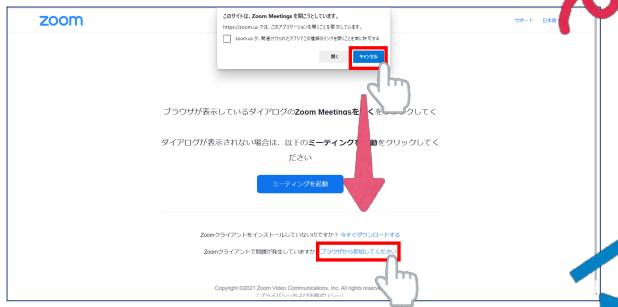 zoom
サポート 日本語
このサイトは、Zoom Meetings を開こうとしています。
https://zoom.us では、このアプリケーションを開くことを要求しています。
zoom.us が、関連付けられたアプリでこの種類のリンクを開くことを常に許可する
開く キャンセル
ブラウザが表示しているダイアログのZoom Meetingsを くを クしてく
ダイアログが表示されない場合は、以下のミーティングを 動をクリックしてく
ださい
ミーティングを起動
Zoomクライアントをインストールしていないのですか？ 今すぐダウンロードする
Zoomクライアントで問題が発生していますか ブラウザから参加してください
Copyright ©2021 Zoom Video Communications, Inc. All rights reserve